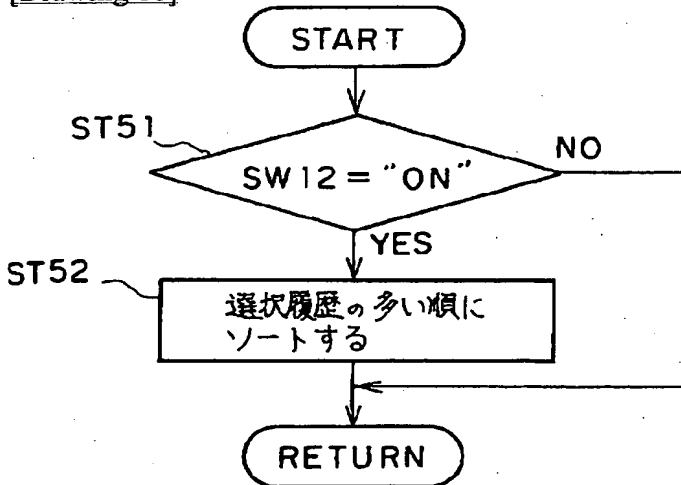 START
ST51
SW12="ON"
NO
YES
ST52
選択履歴の多い順に
ソートする
RETURN